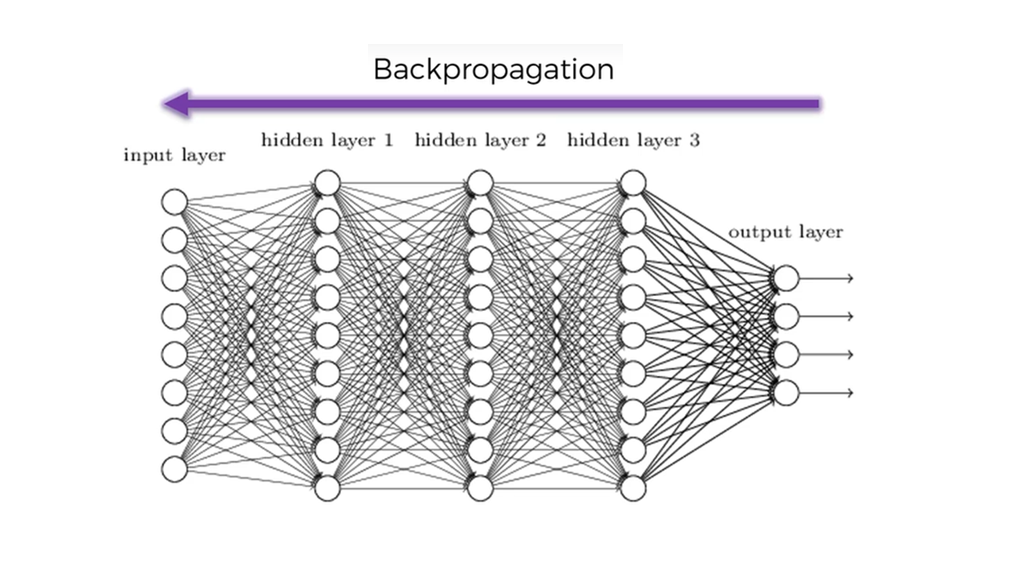 Backpropagation
hidden layer 1 hidden layer 2 hidden layer 3
input layer
output layer